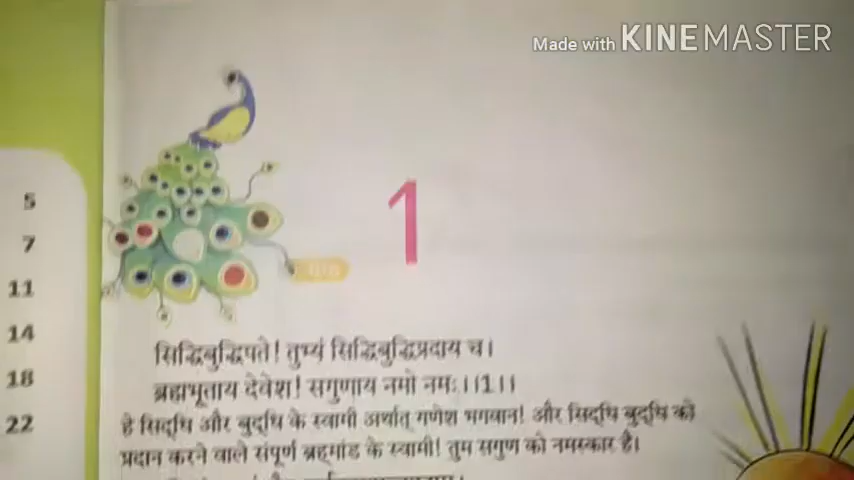 Made with KINEMASTER
5
7
11
14
18
22
1
सिद्धिबुद्धिपते! तुभ्यं सिद्धिबुद्धिप्रदाय च।
ब्रह्मभूताय देवेश! सगुणाय नमो नमः।।1।।
है सिद्धि और बुद्धि के स्वामी अर्थात् गणेश भगवान! और सिद्धि बुद्धि को
प्रदान करने वाले संपूर्ण ब्रह्मांड के स्वामी! तुम सगुण को नमस्कार है।